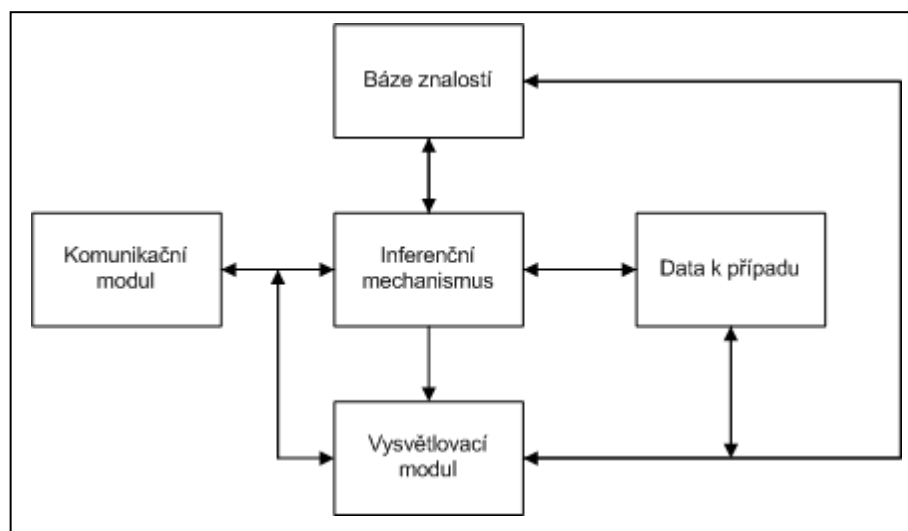 Báze znalostí
Komunikační
modul
Inferenční
mechanismus
Data k případu
Vysvětlovací
modul